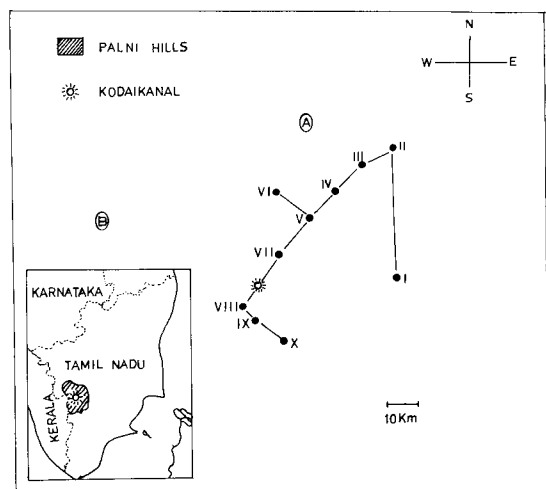 PALNI HILLS
KODAIKANAL
N
W E
S
A
II
III
IV
VI
V
VII
I
VIII
IX
X
10Km
B
KARNATAKA
TAMIL NADU
KERALA